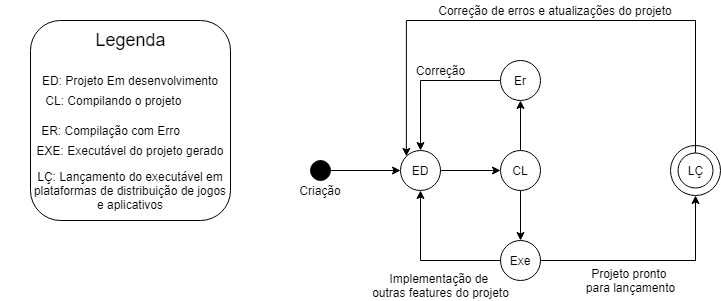 Legenda
ED: Projeto Em desenvolvimento
CL: Compilando o projeto
ER: Compilação com Erro
EXE: Executável do projeto gerado
LÇ: Lançamento do executável em
plataformas de distribuição de jogos
e aplicativos
Correção de erros e atualizações do projeto
Correção
Er
ED
CL
LÇ
Criação
Exe
Implementação de
outras features do projeto
Projeto pronto
para lançamento